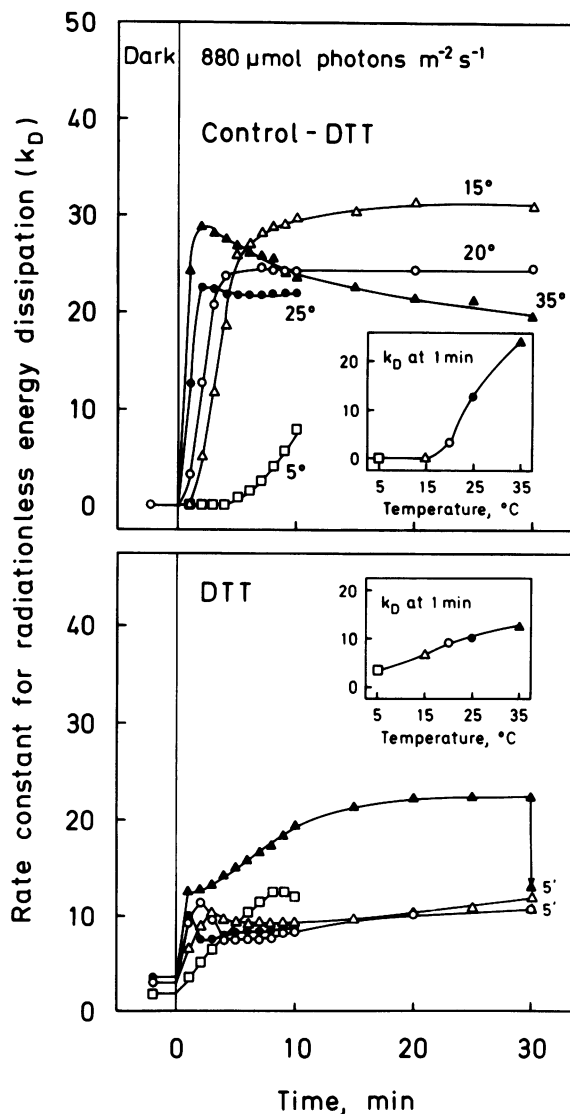 Rate constant for radiationless energy dissipation (kD)
50
40
30
20
10
0
Dark
880 µmol photons m⁻² s⁻¹
Control - DTT
15°
20°
25°
35°
5°
20
10
0
kD at 1 min
5 15 25 35
Temperature, °C
DTT
40
30
20
10
0
20
10
0
kD at 1 min
5 15 25 35
Temperature, °C
5'
5'
0 10 20 30
Time, min